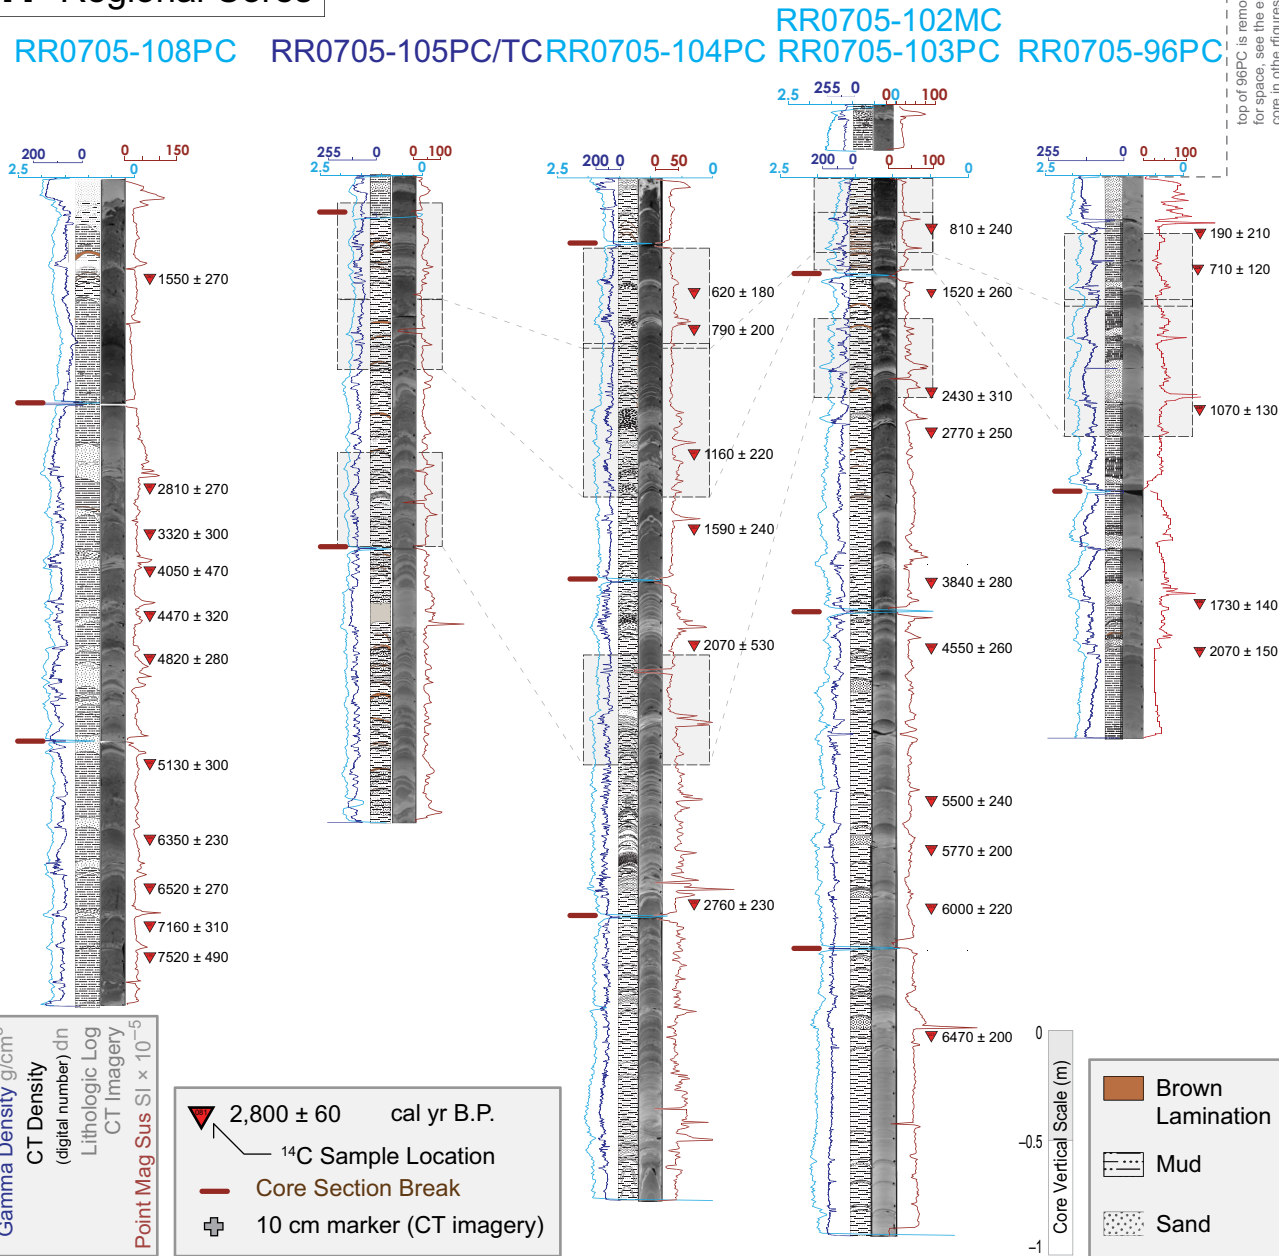 Regional Cores
RR0705-108PC
RR0705-105PC/TC
RR0705-104PC
RR0705-102MC
RR0705-103PC
RR0705-96PC
top of 96PC is remo
for space, see the e
core in other figures
200 0 0 150
2.5 0
1550 ± 270
2810 ± 270
3320 ± 300
4050 ± 470
4470 ± 320
4820 ± 280
5130 ± 300
6350 ± 230
6520 ± 270
7160 ± 310
7520 ± 490
255 0 0 100
2.5 0
200 0 0 50
2.5 0
620 ± 180
790 ± 200
1160 ± 220
1590 ± 240
2070 ± 530
2760 ± 230
2.5 255 0 00 100
200 0 0 100
2.5 0
810 ± 240
1520 ± 260
2430 ± 310
2770 ± 250
3840 ± 280
4550 ± 260
5500 ± 240
5770 ± 200
6000 ± 220
6470 ± 200
255 0 0 100
2.5 0
190 ± 210
710 ± 120
1070 ± 130
1730 ± 140
2070 ± 150
Gamma Density g/cm³
CT Density
(digital number) dn
Lithologic Log
CT Imagery
Point Mag Sus SI × 10⁻⁵
2,800 ± 60 cal yr B.P.
¹⁴C Sample Location
Core Section Break
10 cm marker (CT imagery)
0
−0.5
−1
Core Vertical Scale (m)
Brown
Lamination
Mud
Sand